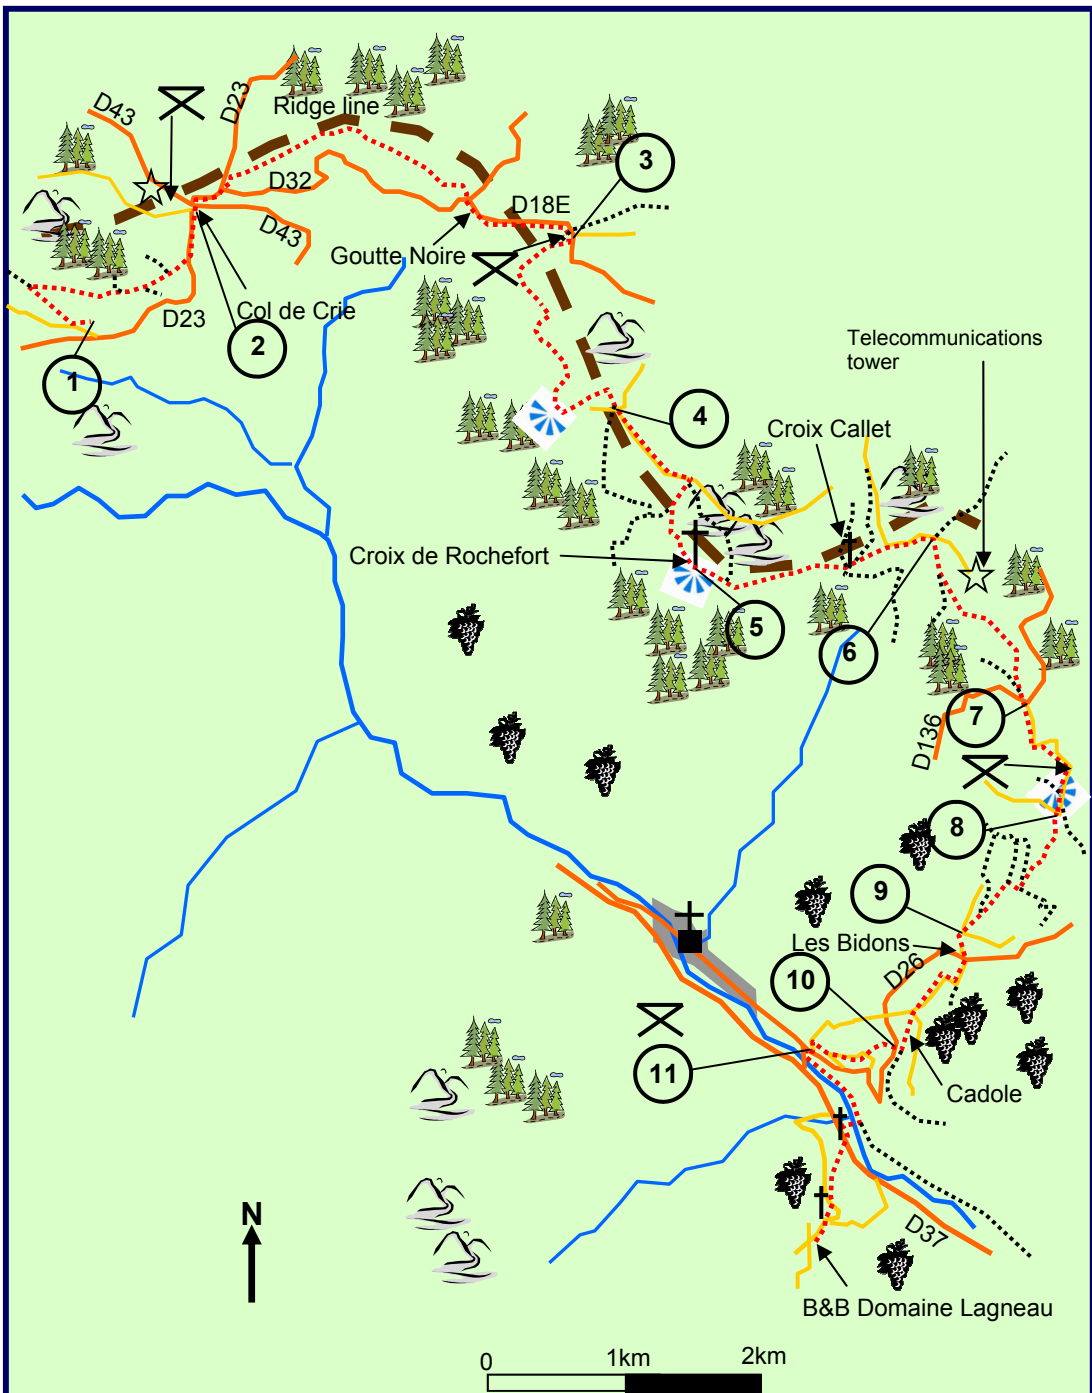 D23
Ridge line
D43
3
D32
D18E
D43
Goutte Noire
Col de Crie
D23
2
Telecommunications
tower
1
4
Croix Callet
Croix de Rochefort
5
6
7
D136
8
9
Les Bidons
D26
10
11
Cadole
N
D37
B&B Domaine Lagneau
0
1km
2km